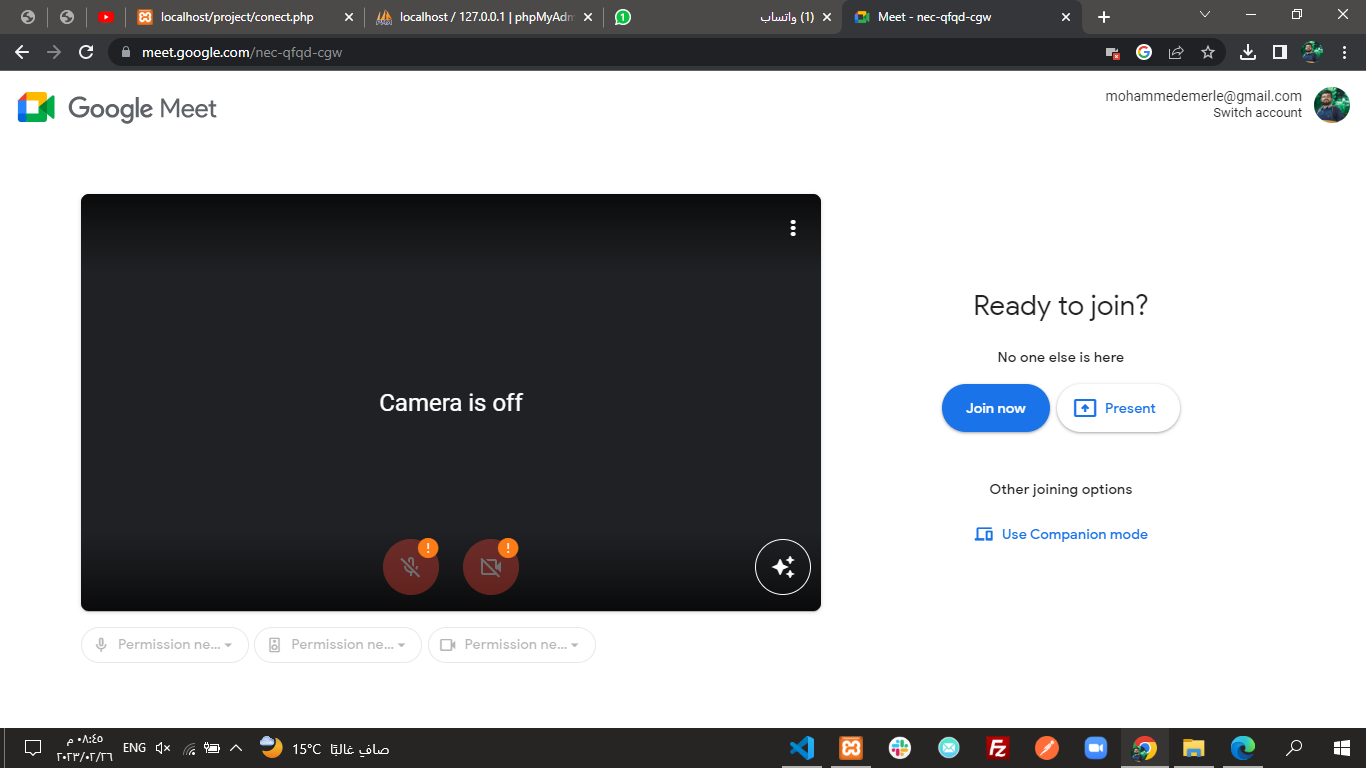 localhost/project/conect.php
localhost / 127.0.0.1 | phpMyAdm
(1) واتساب
Meet - nec-qfqd-cgw
meet.google.com/nec-qfqd-cgw
Google Meet
mohammedemerle@gmail.com
Switch account
Camera is off
Ready to join?
No one else is here
Join now
Present
Other joining options
Use Companion mode
Permission ne...
Permission ne...
Permission ne...
٠٨:٤٥ م
٢٠٢٣/٠٢/٢٦
ENG
15°C صافٍ غالبًا